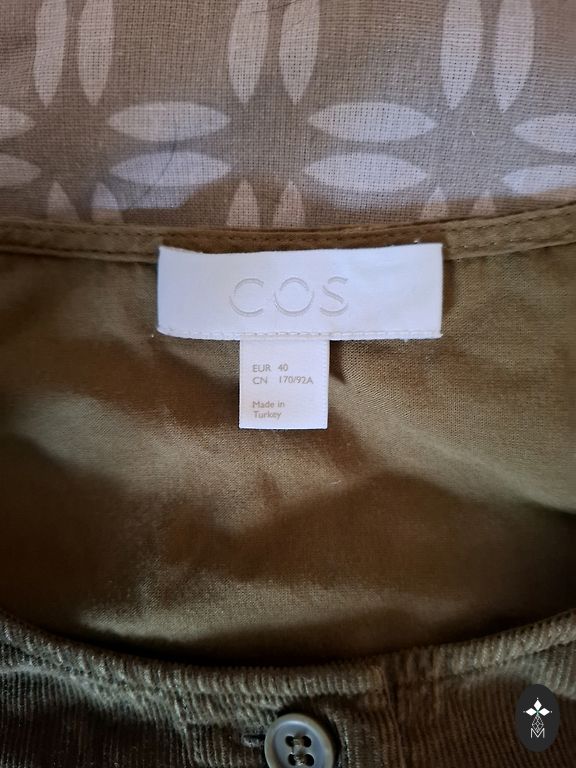 COS
EUR 40
CN 170/92A
Made in
Turkey